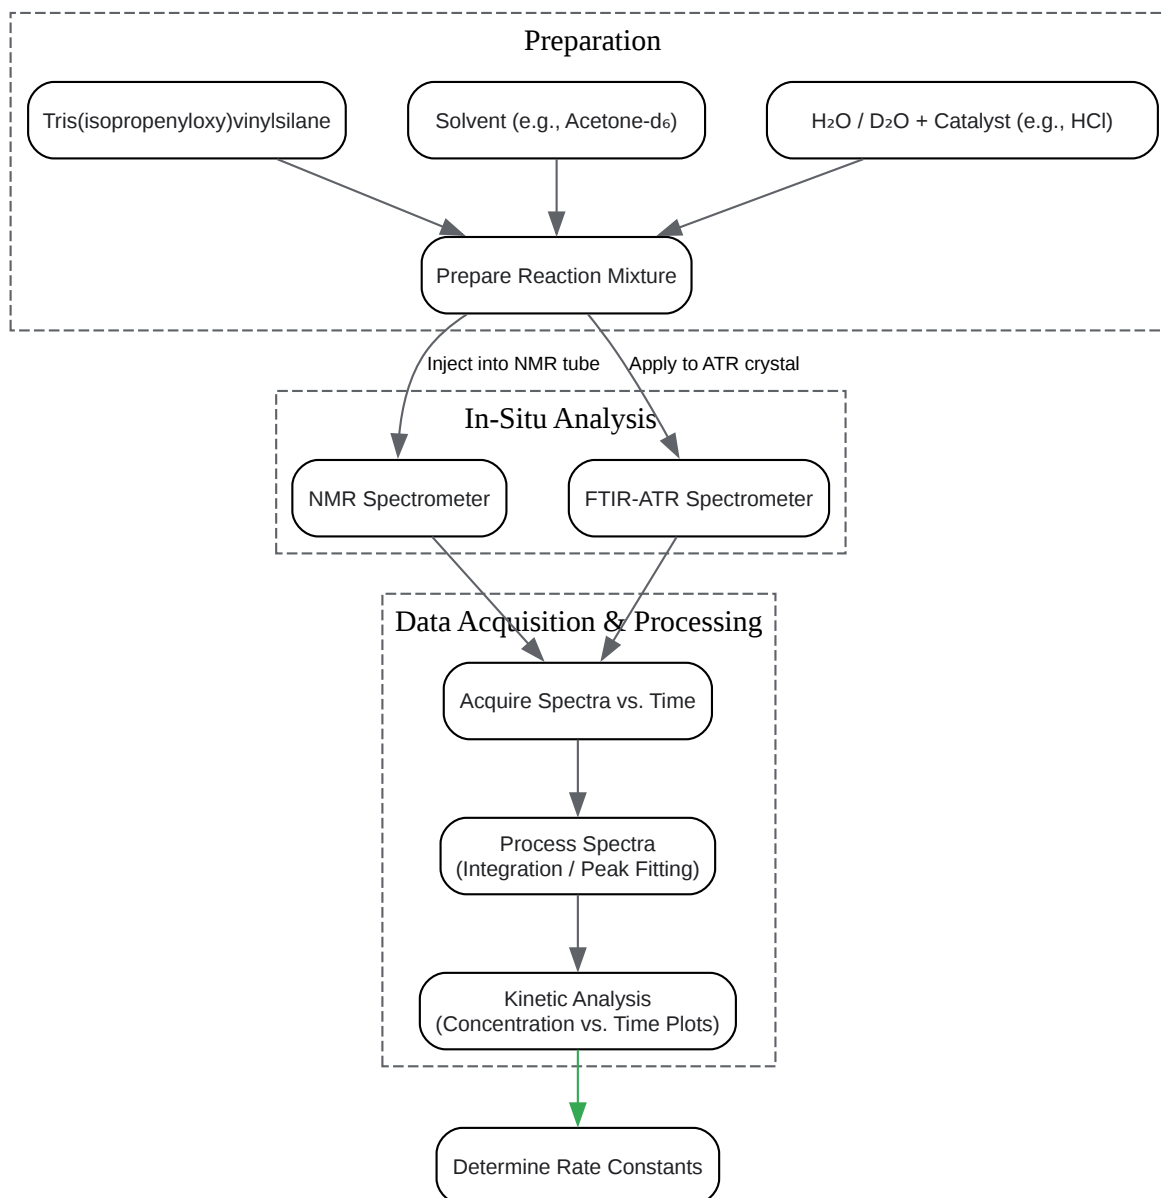 Preparation
Tris(isopropenyloxy)vinylsilane
Solvent (e.g., Acetone-d₆)
H₂O / D₂O + Catalyst (e.g., HCl)
Prepare Reaction Mixture
Inject into NMR tube
Apply to ATR crystal
In-Situ Analysis
NMR Spectrometer
FTIR-ATR Spectrometer
Data Acquisition & Processing
Acquire Spectra vs. Time
Process Spectra
(Integration / Peak Fitting)
Kinetic Analysis
(Concentration vs. Time Plots)
Determine Rate Constants